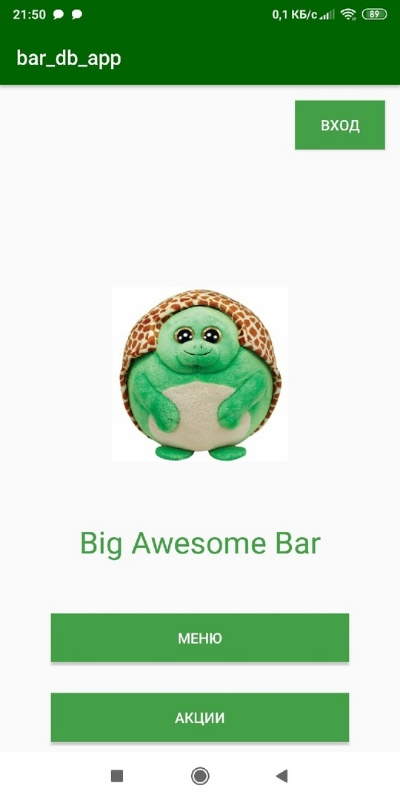 21:50 0,1 КБ/с 89
bar_db_app
ВХОД
Big Awesome Bar
МЕНЮ
АКЦИИ